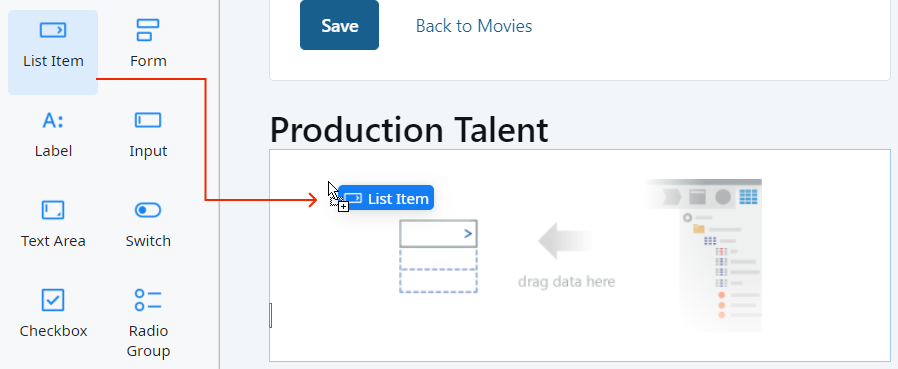 List Item
Form
A:
Label
Input
Text Area
Switch
Checkbox
Radio
Group
Save
Back to Movies
Production Talent
List Item
drag data here